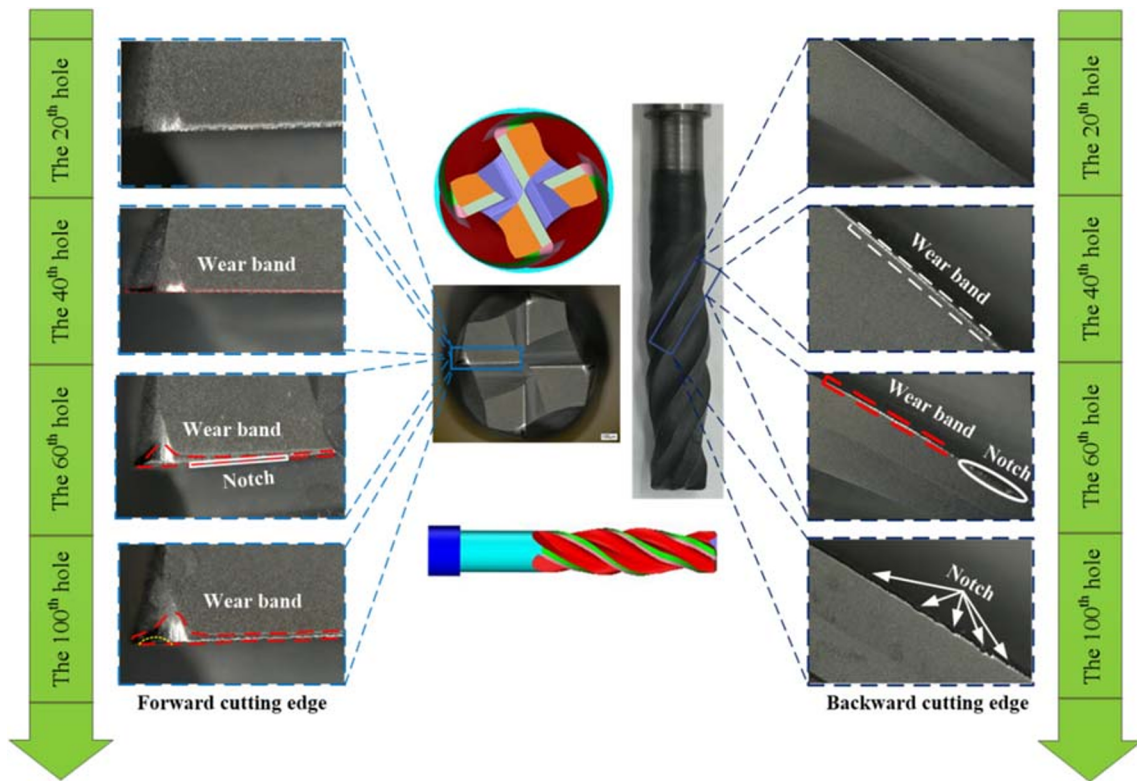 The 20th hole
The 40th hole
The 60th hole
The 100th hole
Wear band
Wear band
Notch
Wear band
Forward cutting edge
Wear band
Wear band
Notch
Notch
Backward cutting edge
The 20th hole
The 40th hole
The 60th hole
The 100th hole